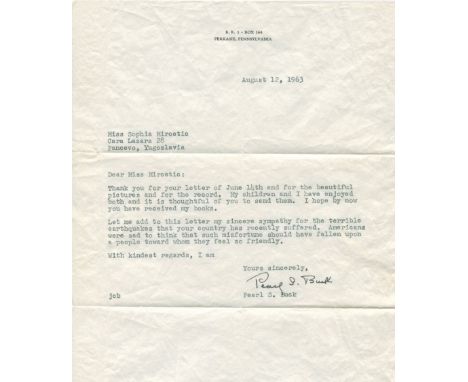 R. R. 1 - BOX 164
PERKASIE, PENNSYLVANIA
August 12, 1963
Miss Sophia Mirostic
Cara Lazara 28
Pancevo, Yugoslavia
Dear Miss Mirostic:
Thank you for your letter of June 14th and for the beautiful
pictures and for the record. My children and I have enjoyed
both and it is thoughtful of you to send them. I hope by now
you have received my books.
Let me add to this letter my sincere sympathy for the terrible
earthquakes that your country has recently suffered. Americans
were sad to think that such misfortune should have fallen upon
a people toward whom they feel so friendly.
With kindest regards, I am
Yours sincerely,
Pearl S. Buck
job
Pearl S. Buck